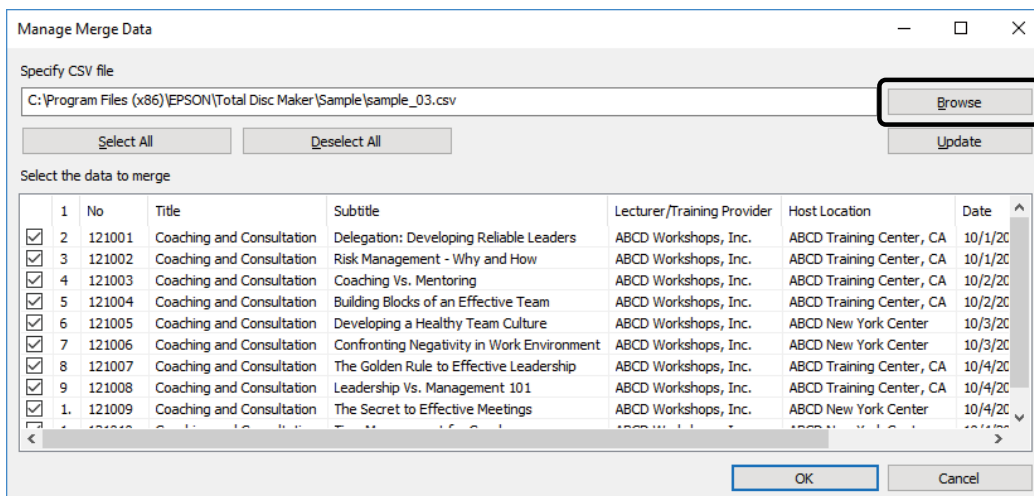 Manage Merge Data
Specify CSV file
C:\Program Files (x86)\EPSON\Total Disc Maker\Sample\sample_03.csv Browse
Select All Deselect All Update
Select the data to merge
1 No Title Subtitle Lecturer/Training Provider Host Location Date
2 121001 Coaching and Consultation Delegation: Developing Reliable Leaders ABCD Workshops, Inc. ABCD Training Center, CA 10/1/20
3 121002 Coaching and Consultation Risk Management - Why and How ABCD Workshops, Inc. ABCD Training Center, CA 10/1/20
4 121003 Coaching and Consultation Coaching Vs. Mentoring ABCD Workshops, Inc. ABCD Training Center, CA 10/2/20
5 121004 Coaching and Consultation Building Blocks of an Effective Team ABCD Workshops, Inc. ABCD Training Center, CA 10/2/20
6 121005 Coaching and Consultation Developing a Healthy Team Culture ABCD Workshops, Inc. ABCD New York Center 10/3/20
7 121006 Coaching and Consultation Confronting Negativity in Work Environment ABCD Workshops, Inc. ABCD New York Center 10/3/20
8 121007 Coaching and Consultation The Golden Rule to Effective Leadership ABCD Workshops, Inc. ABCD Training Center, CA 10/4/20
9 121008 Coaching and Consultation Leadership Vs. Management 101 ABCD Workshops, Inc. ABCD Training Center, CA 10/4/20
1. 121009 Coaching and Consultation The Secret to Effective Meetings ABCD Workshops, Inc. ABCD New York Center 10/4/20
OK Cancel